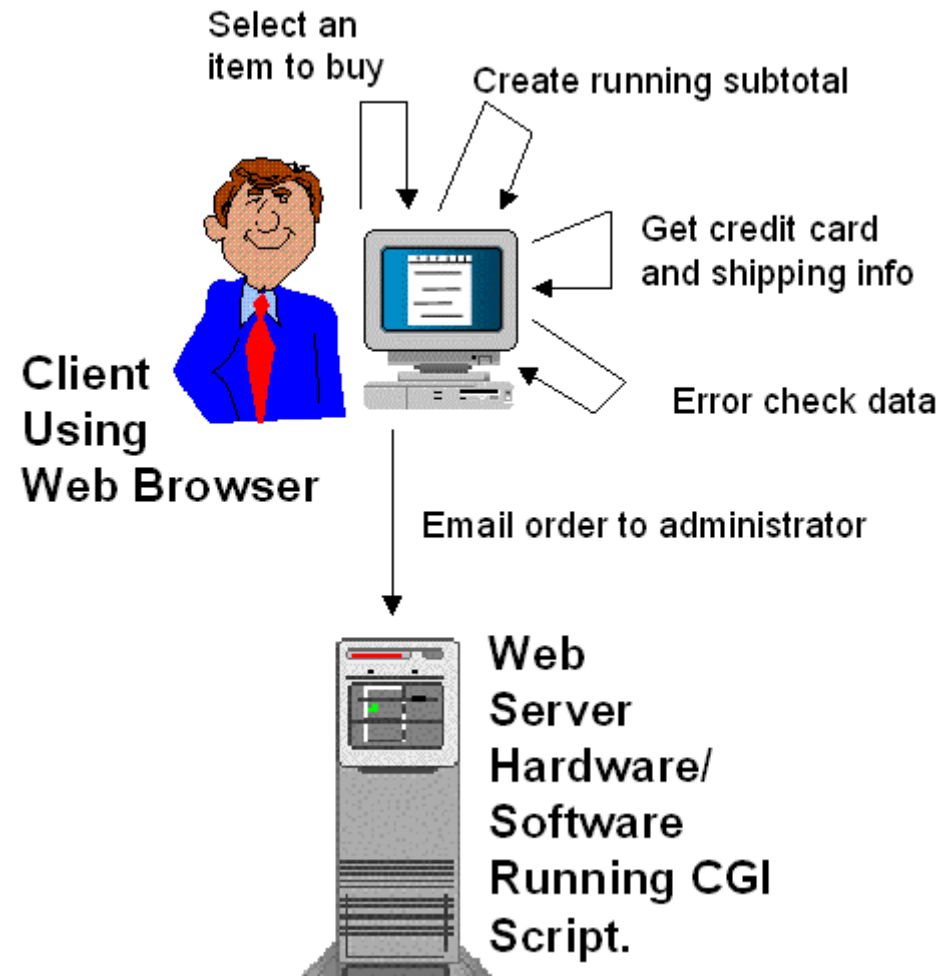 Select an
item to buy
Create running subtotal
Get credit card
and shipping info
Error check data
Client
Using
Web Browser
Email order to administrator
Web
Server
Hardware/
Software
Running CGI
Script.